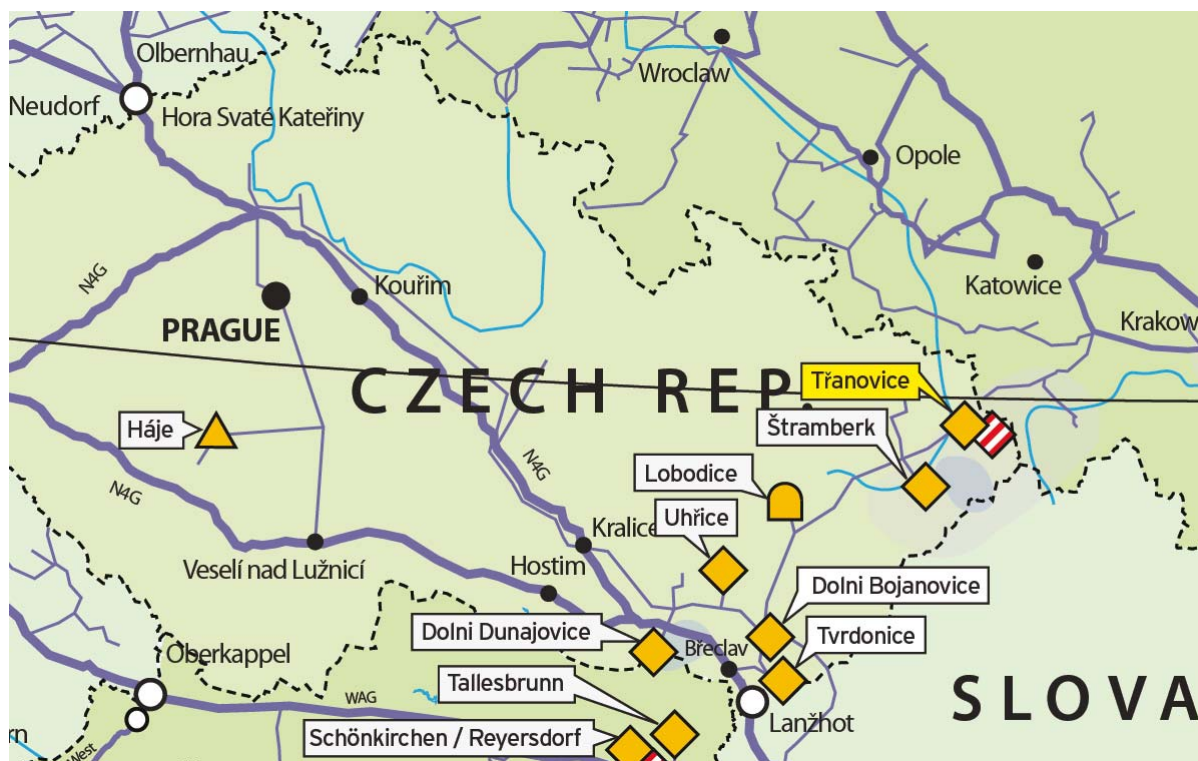 Olbernhau
Neudorf
Hora Svaté Kateřiny
Wroclaw
Opole
Katowice
Krakow
N4G
Kouřim
PRAGUE
CZECH REP
Třanovice
Štramberk
Háje
N4G
N4G
Lobodice
Uhřice
Kralice
Veselí nad Lužnicí
Hostim
Dolni Bojanovice
Dolni Dunajovice
Břeclav
Tvrdonice
Oberkappel
Tallesbrunn
WAG
Lanžhot
SLOVA
Schönkirchen / Reyersdorf
West